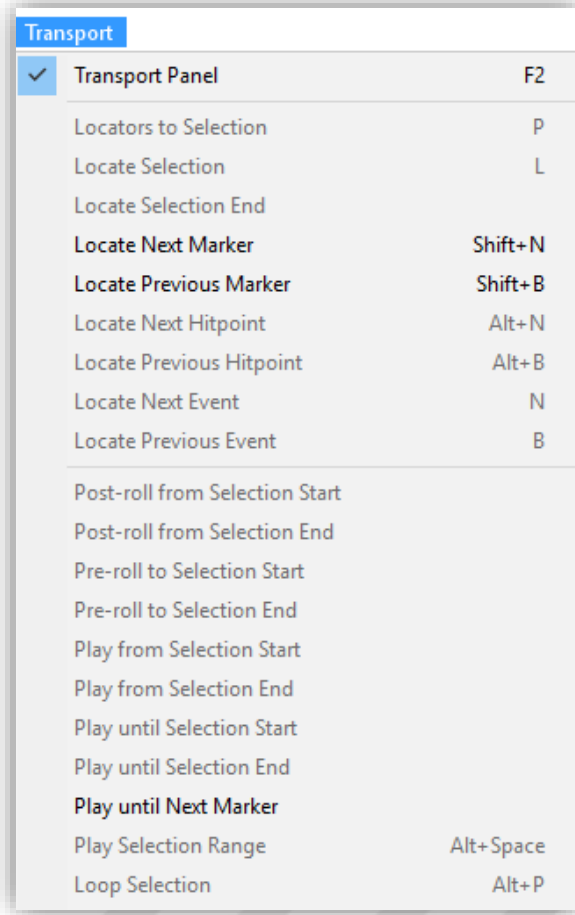 Transport
Transport Panel F2
Locators to Selection P
Locate Selection L
Locate Selection End
Locate Next Marker Shift+N
Locate Previous Marker Shift+B
Locate Next Hitpoint Alt+N
Locate Previous Hitpoint Alt+B
Locate Next Event N
Locate Previous Event B
Post-roll from Selection Start
Post-roll from Selection End
Pre-roll to Selection Start
Pre-roll to Selection End
Play from Selection Start
Play from Selection End
Play until Selection Start
Play until Selection End
Play until Next Marker
Play Selection Range Alt+Space
Loop Selection Alt+P